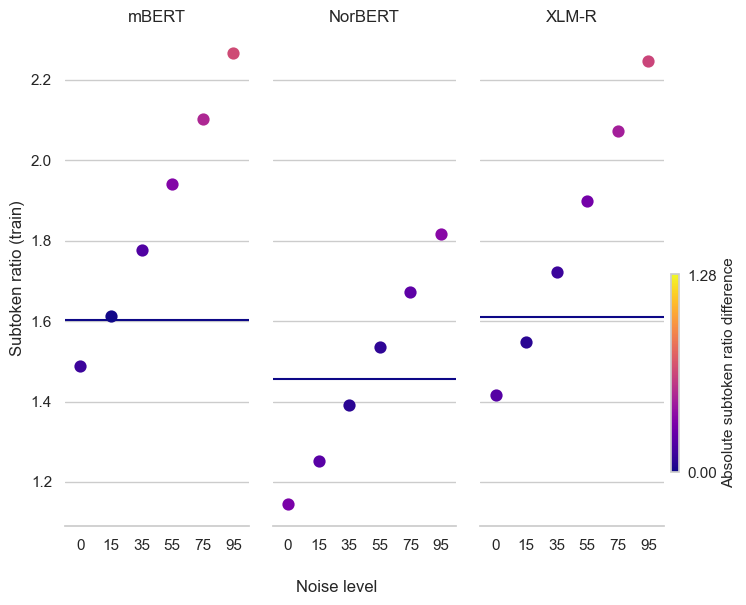 mBERT
NorBERT
XLM-R
Subtoken ratio (train)
2.2
2.0
1.8
1.6
1.4
1.2
0 15 35 55 75 95
0 15 35 55 75 95
0 15 35 55 75 95
Noise level
1.28
0.00
Absolute subtoken ratio difference